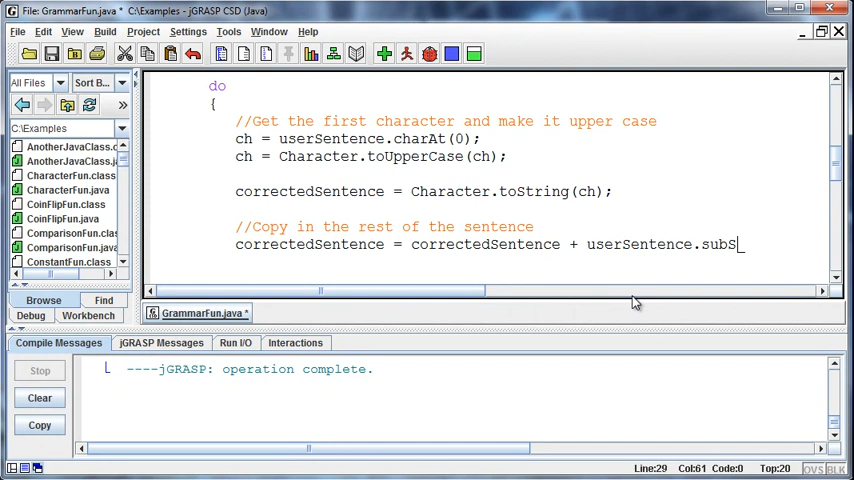 File: GrammarFun.java * C:\Examples - jGRASP CSD (Java)
File Edit View Build Project Settings Tools Window Help
All Files Sort B...
C:\Examples
AnotherJavaClass.c
AnotherJavaClass.ja
CharacterFun.class
CharacterFun.java
CoinFlipFun.class
CoinFlipFun.java
ComparisonFun.clas
ComparisonFun.java
ConstantFun.class
Browse Find
Debug Workbench
do
{
//Get the first character and make it upper case
ch = userSentence.charAt(0);
ch = Character.toUpperCase(ch);
correctedSentence = Character.toString(ch);
//Copy in the rest of the sentence
correctedSentence = correctedSentence + userSentence.subS
GrammarFun.java *
Compile Messages jGRASP Messages Run I/O Interactions
Stop
Clear
Copy
----jGRASP: operation complete.
Line:29 Col:61 Code:0 Top:20 OVS BLK